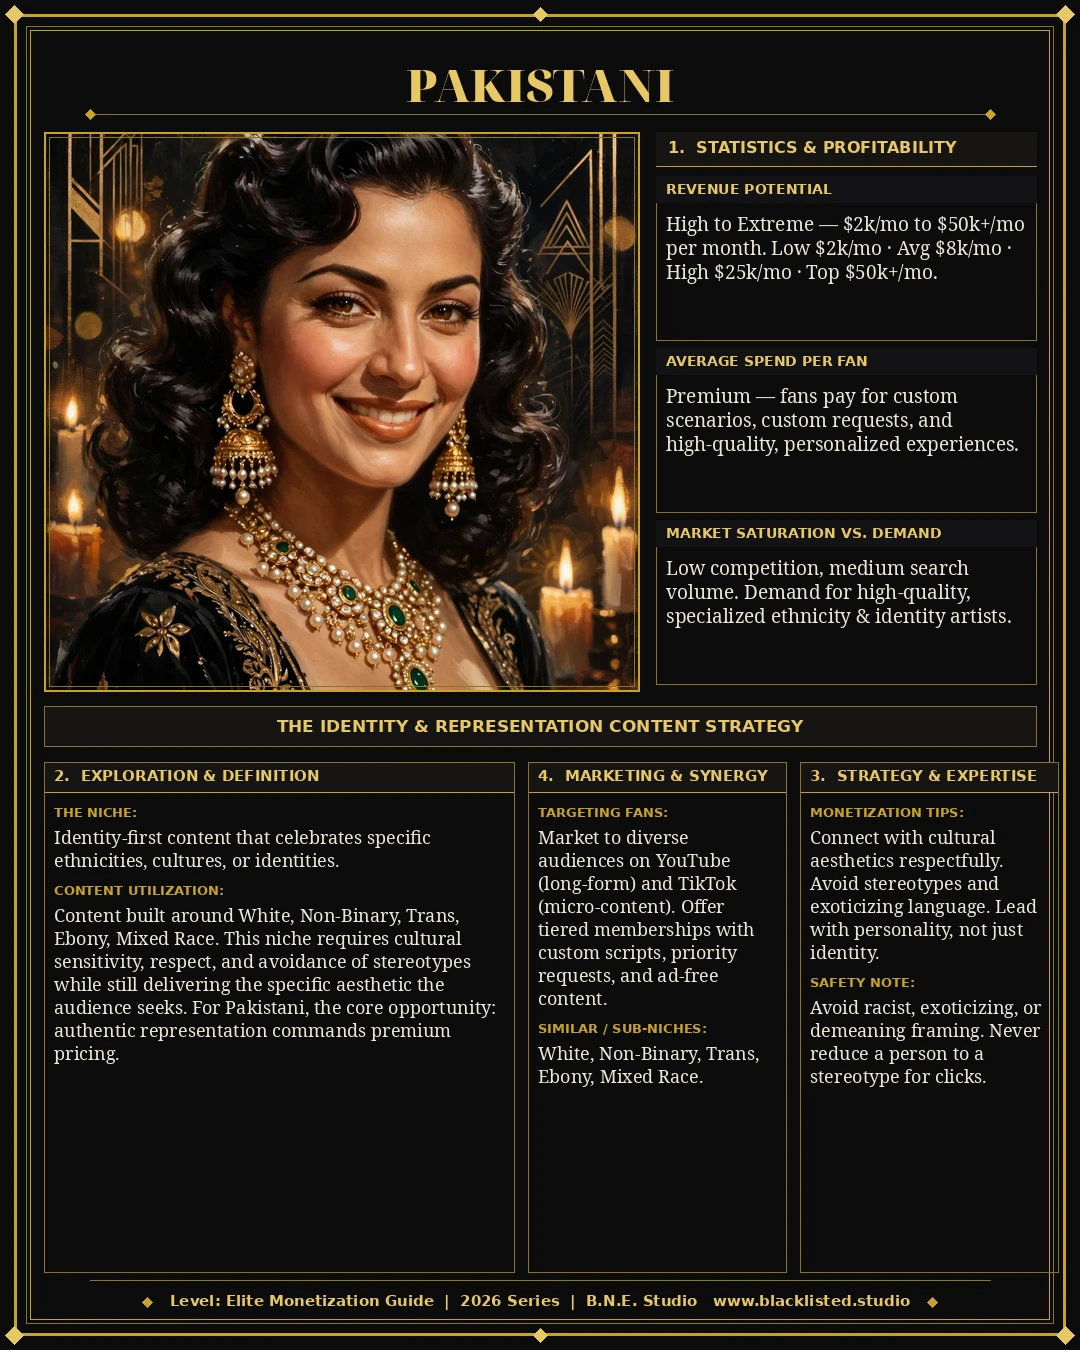 PAKISTANI
1. STATISTICS & PROFITABILITY
REVENUE POTENTIAL
High to Extreme — $2k/mo to $50k+/mo
per month. Low $2k/mo · Avg $8k/mo ·
High $25k/mo · Top $50k+/mo.
AVERAGE SPEND PER FAN
Premium — fans pay for custom
scenarios, custom requests, and
high-quality, personalized experiences.
MARKET SATURATION VS. DEMAND
Low competition, medium search
volume. Demand for high-quality,
specialized ethnicity & identity artists.
THE IDENTITY & REPRESENTATION CONTENT STRATEGY
2. EXPLORATION & DEFINITION
THE NICHE:
Identity-first content that celebrates specific
ethnicities, cultures, or identities.
CONTENT UTILIZATION:
Content built around White, Non-Binary, Trans,
Ebony, Mixed Race. This niche requires cultural
sensitivity, respect, and avoidance of stereotypes
while still delivering the specific aesthetic the
audience seeks. For Pakistani, the core opportunity:
authentic representation commands premium
pricing.
4. MARKETING & SYNERGY
TARGETING FANS:
Market to diverse
audiences on YouTube
(long-form) and TikTok
(micro-content). Offer
tiered memberships with
custom scripts, priority
requests, and ad-free
content.
SIMILAR / SUB-NICHES:
White, Non-Binary, Trans,
Ebony, Mixed Race.
3. STRATEGY & EXPERTISE
MONETIZATION TIPS:
Connect with cultural
aesthetics respectfully.
Avoid stereotypes and
exoticizing language. Lead
with personality, not just
identity.
SAFETY NOTE:
Avoid racist, exoticizing, or
demeaning framing. Never
reduce a person to a
stereotype for clicks.
Level: Elite Monetization Guide | 2026 Series | B.N.E. Studio www.blacklisted.studio